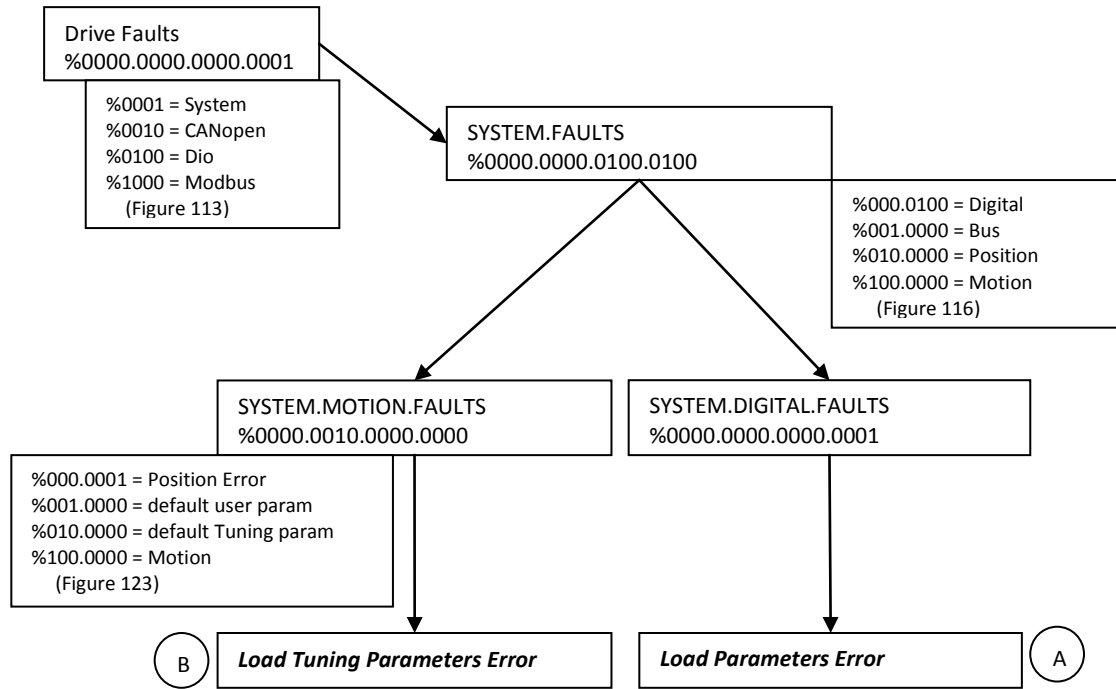 Drive Faults
%0000.0000.0000.0001
%0001 = System
%0010 = CANopen
%0100 = Dio
%1000 = Modbus
(Figure 113)
SYSTEM.FAULTS
%0000.0000.0100.0100
%000.0100 = Digital
%001.0000 = Bus
%010.0000 = Position
%100.0000 = Motion
(Figure 116)
SYSTEM.MOTION.FAULTS
%0000.0010.0000.0000
%000.0001 = Position Error
%001.0000 = default user param
%010.0000 = default Tuning param
%100.0000 = Motion
(Figure 123)
SYSTEM.DIGITAL.FAULTS
%0000.0000.0000.0001
B
Load Tuning Parameters Error
Load Parameters Error
A